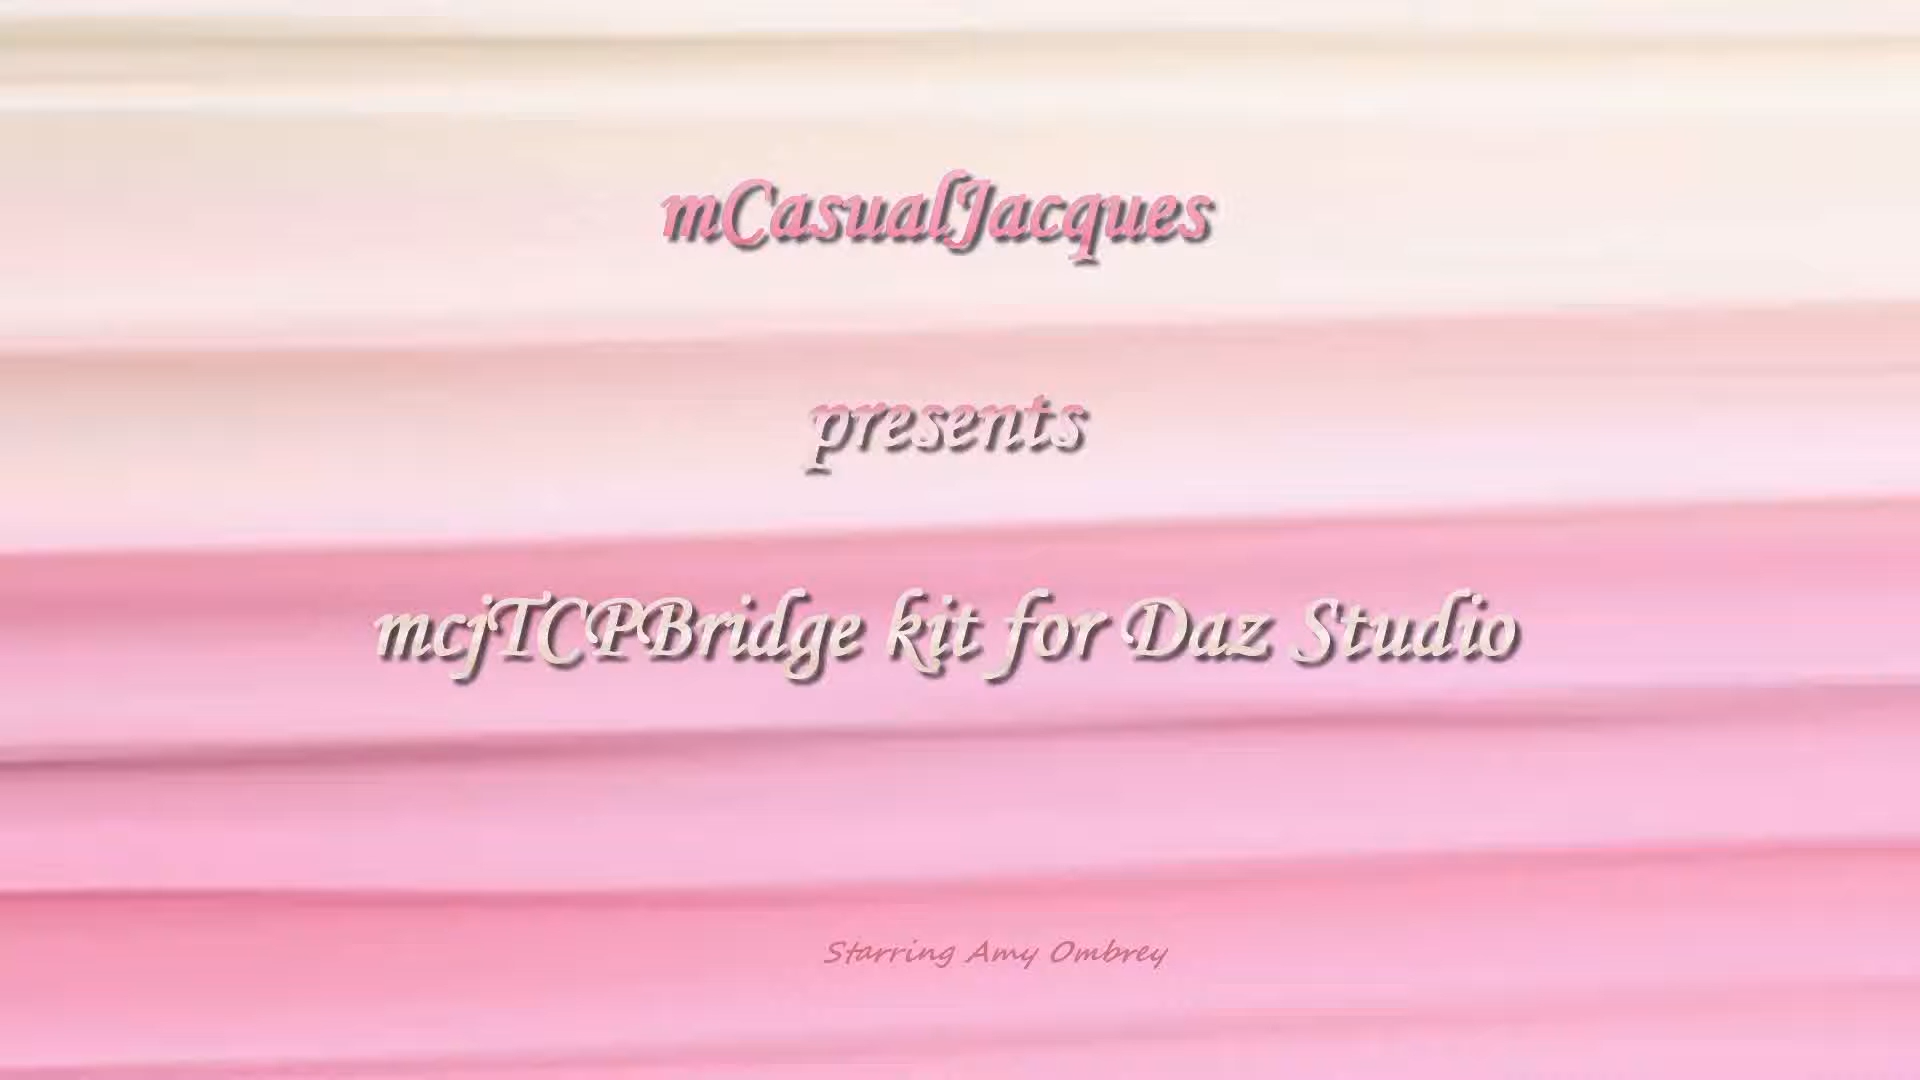 mCasualJacques
presents
mcjTCPBridge kit for Daz Studio
Starring Amy Ombrey